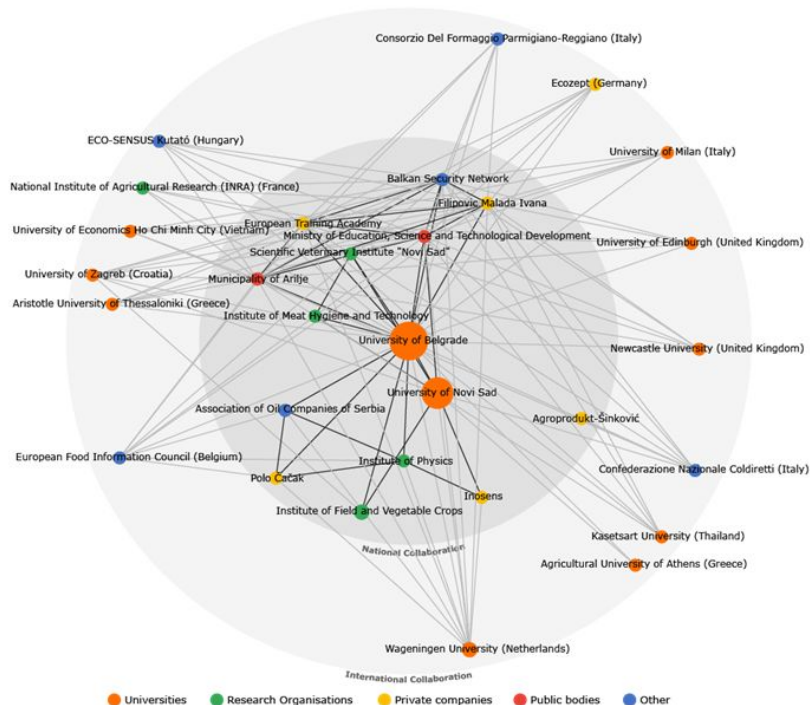 Consorzio Del Formaggio Parmigiano-Reggiano (Italy)
Ecozept (Germany)
ECO-SENSUS Kutató (Hungary)
University of Milan (Italy)
Balkan Security Network
National Institute of Agricultural Research (INRA) (France)
Filipovic Malada Ivana
European Training Academy
University of Economics Ho Chi Minh City (Vietnam)
Ministry of Education, Science and Technological Development
University of Edinburgh (United Kingdom)
Scientific Veterinary Institute "Novi Sad"
University of Zagreb (Croatia)
Municipality of Arilje
Aristotle University of Thessaloniki (Greece)
Institute of Meat Hygiene and Technology
University of Belgrade
Newcastle University (United Kingdom)
University of Novi Sad
Association of Oil Companies of Serbia
Agroprodukt-Šinković
European Food Information Council (Belgium)
Institute of Physics
Confederazione Nazionale Coldiretti (Italy)
Polo Čačak
Inosens
Institute of Field and Vegetable Crops
Kasetsart University (Thailand)
National Collaboration
Agricultural University of Athens (Greece)
Wageningen University (Netherlands)
International Collaboration
Universities
Research Organisations
Private companies
Public bodies
Other